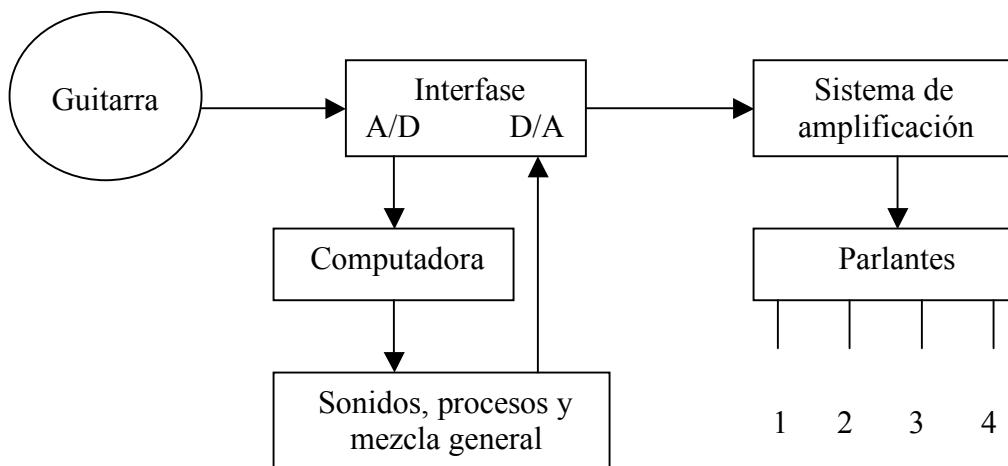 Guitarra
Interfase
A/D D/A
Sistema de
amplificación
Computadora
Parlantes
Sonidos, procesos y
mezcla general
1 2 3 4